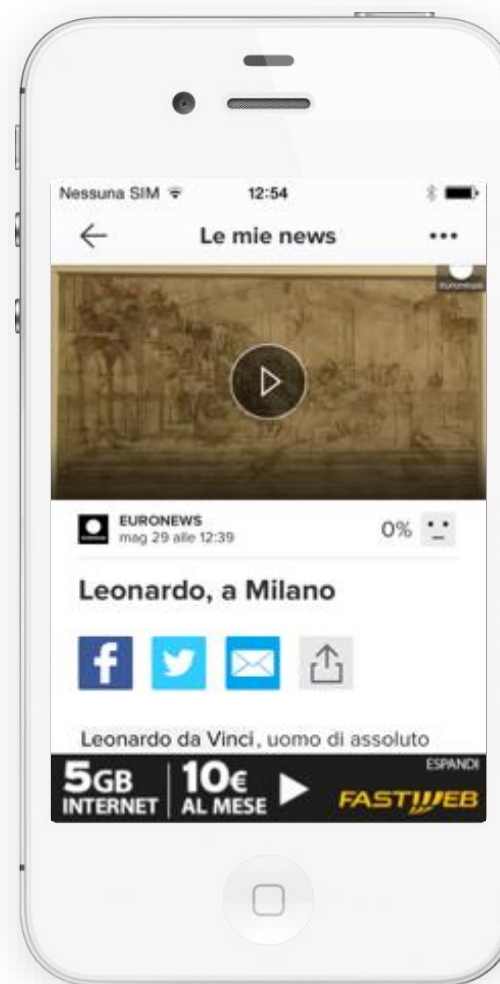 Nessuna SIM 12:54
Le mie news
euronews
EURONEWS
mag 29 alle 12:39
0%
Leonardo, a Milano
Leonardo da Vinci, uomo di assoluto
5GB INTERNET
10€ AL MESE
ESPANDI
FASTWEB